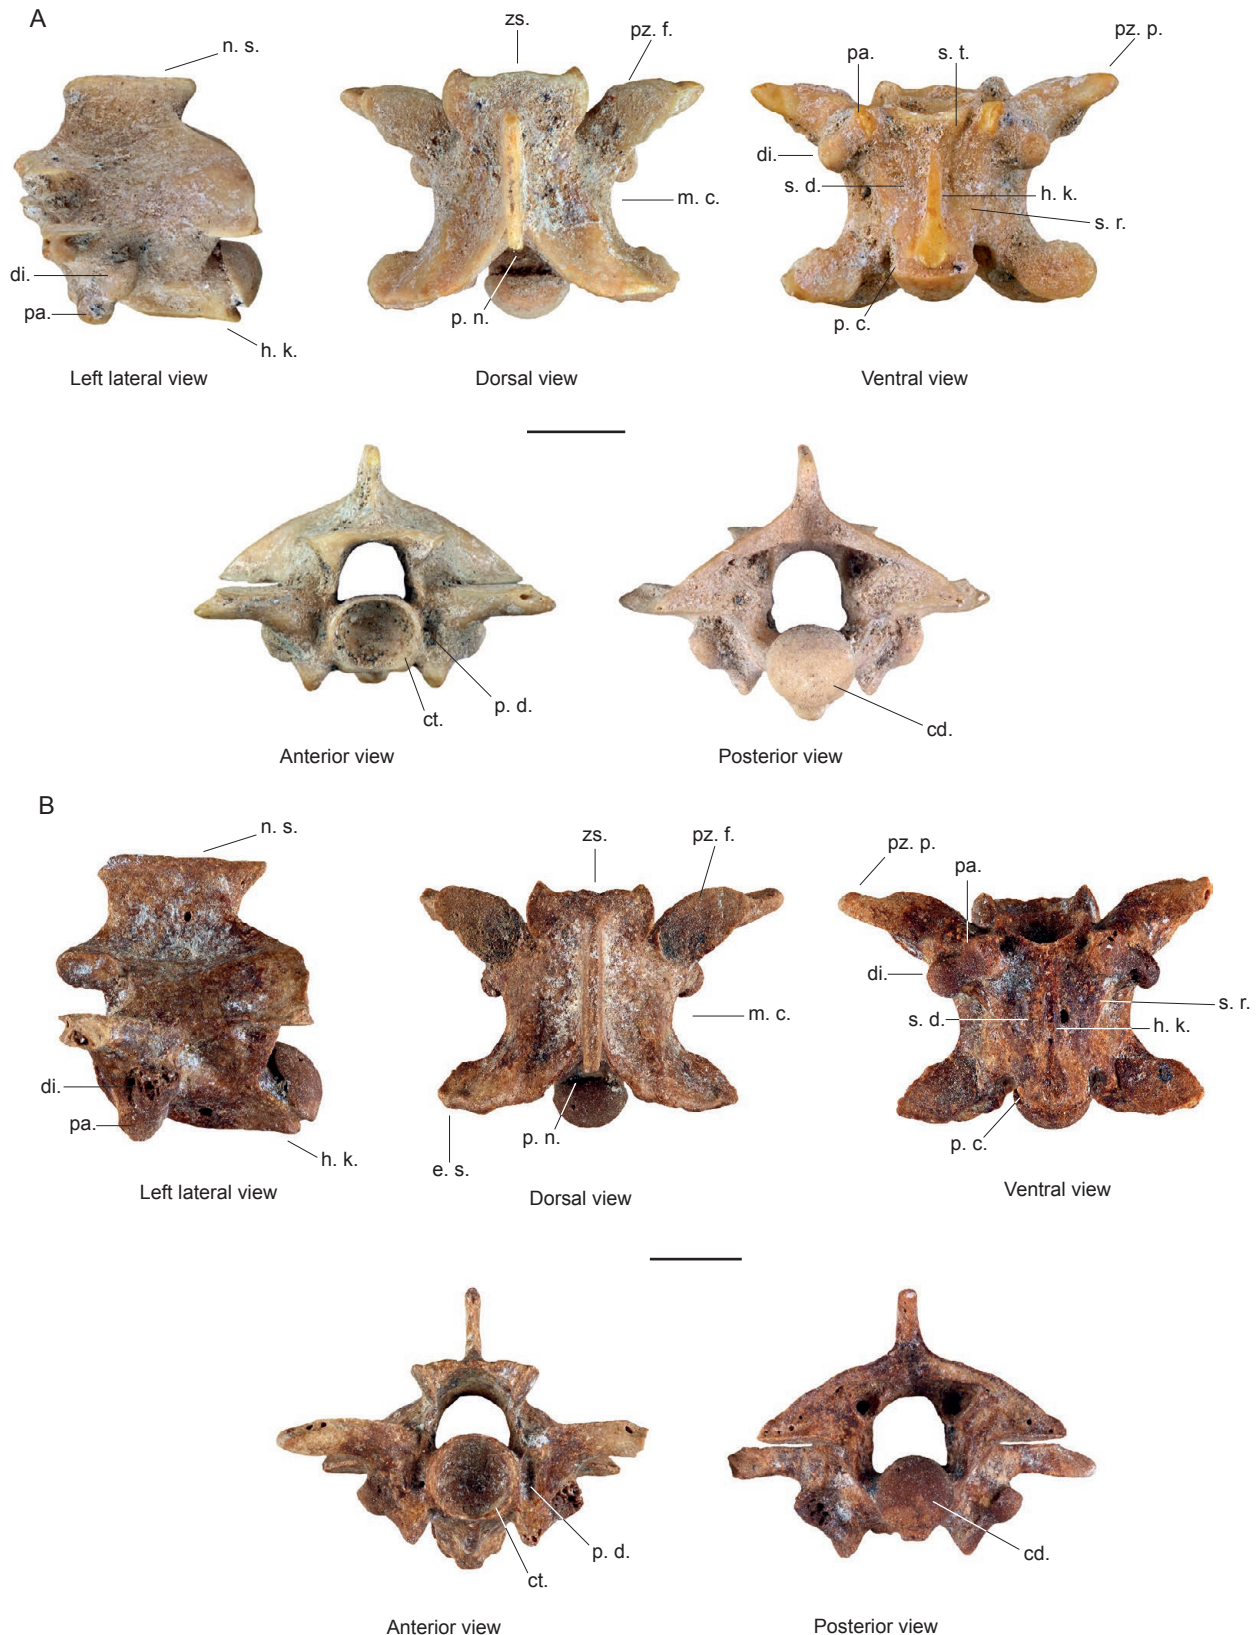 A
n. s.
di.
pa.
h. k.
Left lateral view
zs.
pz. f.
m. c.
p. n.
Dorsal view
pz. p.
pa.
s. t.
di.
s. d.
h. k.
s. r.
p. c.
Ventral view
ct.
p. d.
Anterior view
cd.
Posterior view
B
n. s.
di.
pa.
h. k.
Left lateral view
zs.
pz. f.
m. c.
p. n.
e. s.
Dorsal view
pz. p.
pa.
di.
s. d.
s. r.
h. k.
p. c.
Ventral view
p. d.
ct.
Anterior view
cd.
Posterior view